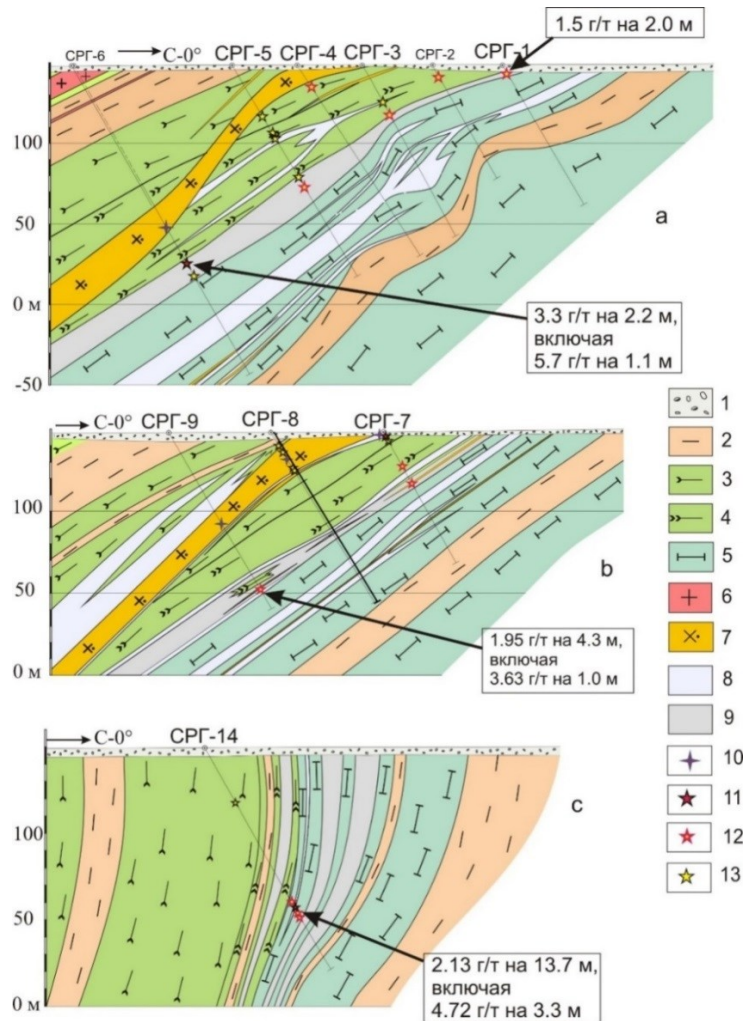 1.5 г/т на 2.0 м
СРГ-6 С-0° СРГ-5 СРГ-4 СРГ-3 СРГ-2 СРГ-1
100
50
0 м
-50
а
3.3 г/т на 2.2 м,
включая
5.7 г/т на 1.1 м
С-0° СРГ-9 СРГ-8 СРГ-7
100
50
0 м
b
1.95 г/т на 4.3 м,
включая
3.63 г/т на 1.0 м
С-0° СРГ-14
100
50
0 м
c
2.13 г/т на 13.7 м,
включая
4.72 г/т на 3.3 м
1
2
3
4
5
6
7
8
9
10
11
12
13